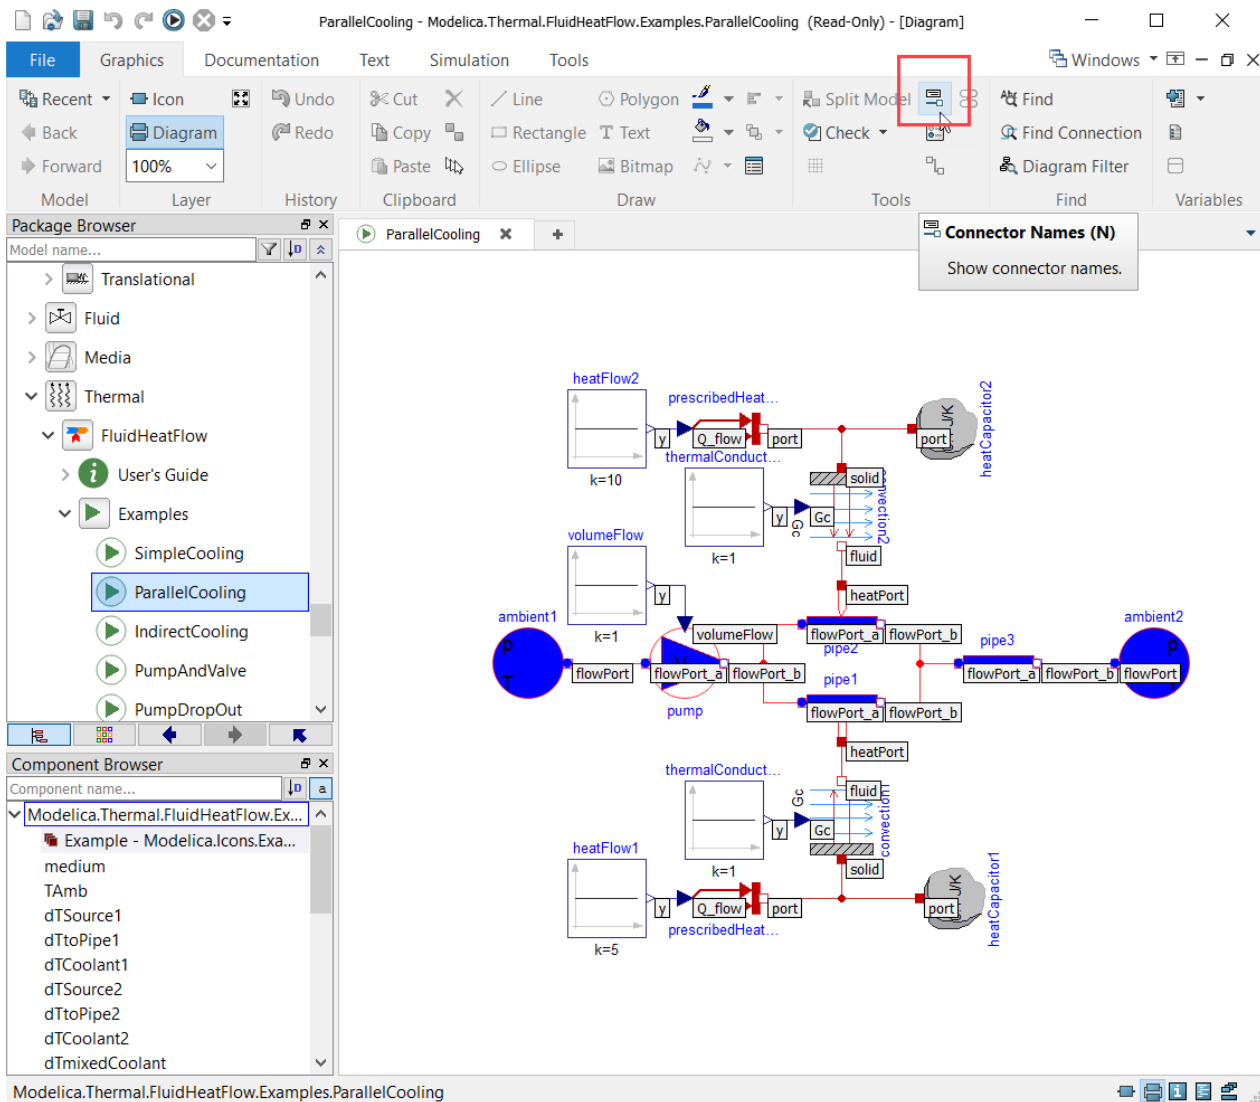 ParallelCooling - Modelica.Thermal.FluidHeatFlow.Examples.ParallelCooling (Read-Only) - [Diagram]
File Graphics Documentation Text Simulation Tools Windows
Recent Icon Undo Cut Line Polygon Split Model Find
Back Diagram Redo Copy Rectangle Text Check Find Connection
Forward 100% Paste Ellipse Bitmap Diagram Filter
Model Layer History Clipboard Draw Tools Find Variables
Package Browser
Model name...
Translational
Fluid
Media
Thermal
FluidHeatFlow
User's Guide
Examples
SimpleCooling
ParallelCooling
IndirectCooling
PumpAndValve
PumpDropOut
Component Browser
Component name...
a
Modelica.Thermal.FluidHeatFlow.Ex...
Example - Modelica.Icons.Exa...
medium
TAmb
dTSource1
dTtoPipe1
dTCoolant1
dTSource2
dTtoPipe2
dTCoolant2
dTmixedCoolant
ParallelCooling
Connector Names (N)
Show connector names.
heatFlow2
prescribedHeat...
y Q_flow port port
J/K
heatCapacitor2
k=10
thermalConduct...
solid
y Gc Gc
convection2
k=1
fluid
volumeFlow
y
heatPort
k=1
ambient1
p
T
volumeFlow
flowPort_a flowPort_b
pipe2
pipe3
ambient2
p
flowPort flowPort_a flowPort_b
flowPort_a flowPort_b flowPort
pump
pipe1
flowPort_a flowPort_b
heatPort
thermalConduct...
fluid
Gc
y Gc
convection1
k=1
solid
heatFlow1
y Q_flow port port
J/K
heatCapacitor1
prescribedHeat...
k=5
Modelica.Thermal.FluidHeatFlow.Examples.ParallelCooling